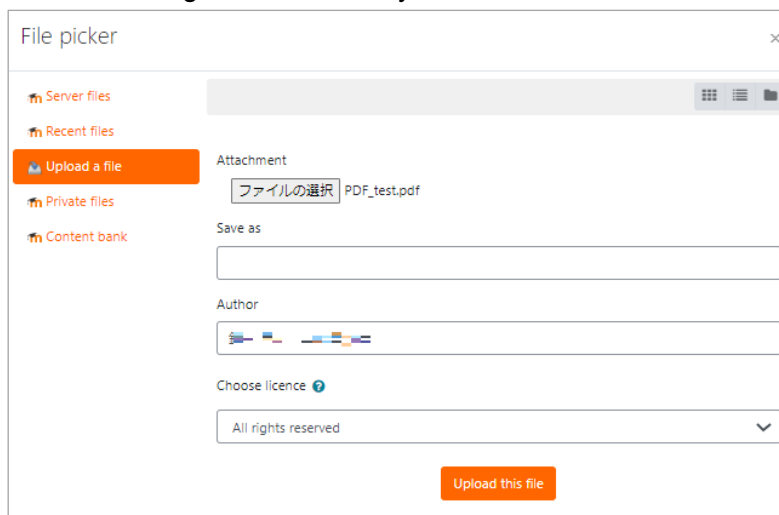 File picker ×
Server files
Recent files
Upload a file
Private files
Content bank
Attachment
ファイルの選択 PDF_test.pdf
Save as
Author
Choose licence ?
All rights reserved
Upload this file